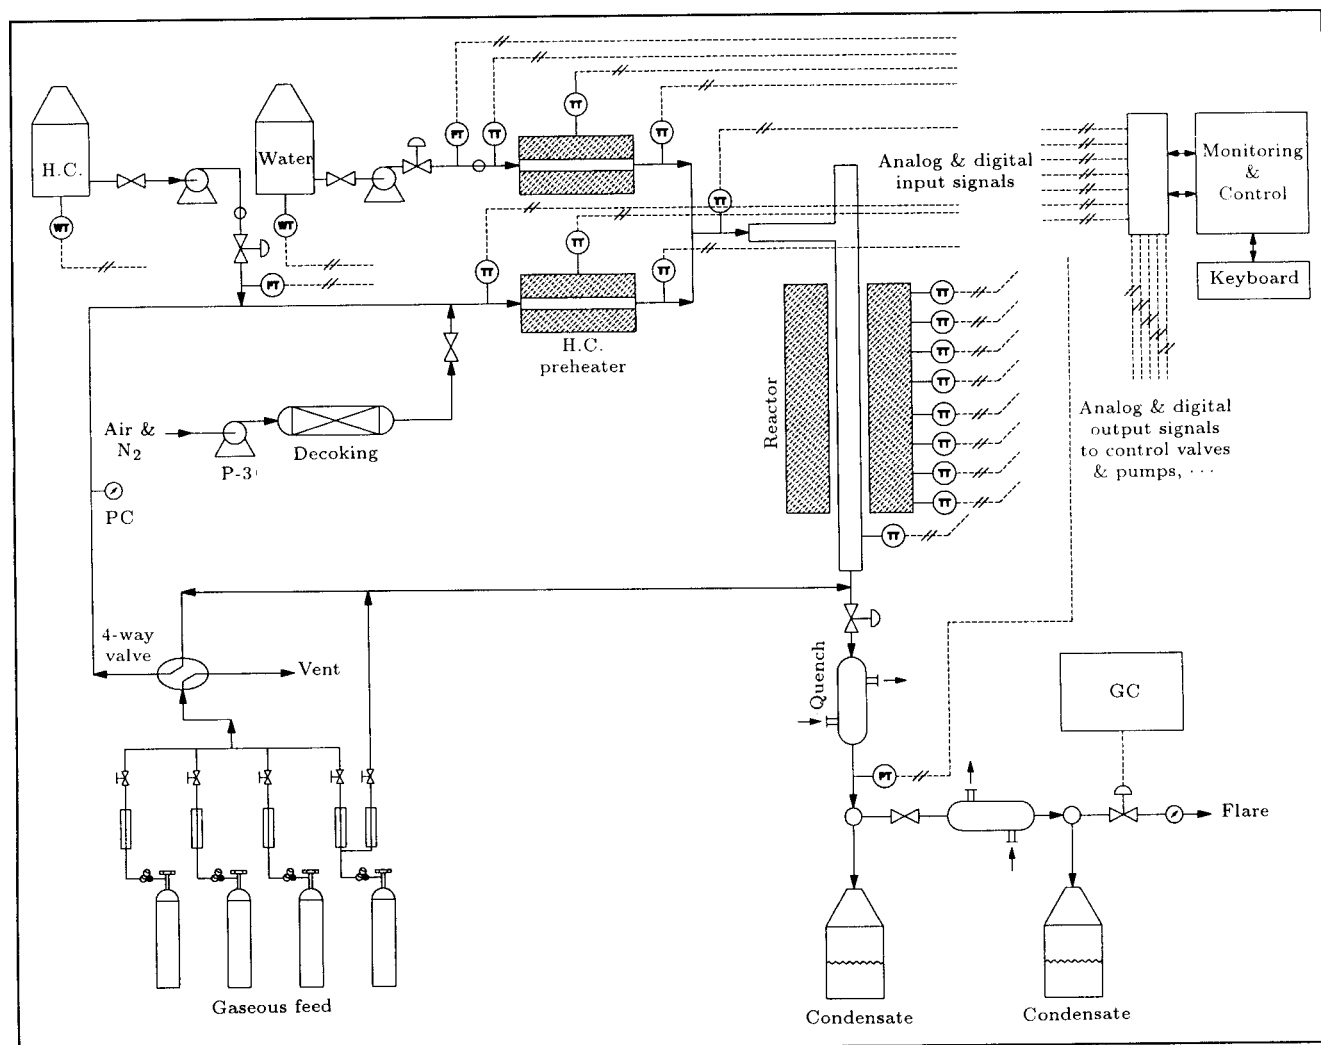 PT
TT
TT
TT
TT
H.C.
Water
WT
WT
PT
TT
TT
TT
TT
Analog & digital
input signals
Monitoring
&
Control
Keyboard
H.C.
preheater
Reactor
TT
TT
TT
TT
TT
TT
TT
TT
TT
Analog & digital
output signals
to control valves
& pumps, ···
Air &
N2
P-3
Decoking
PC
4-way
valve
Vent
Quench
PT
GC
Flare
Gaseous feed
Condensate
Condensate